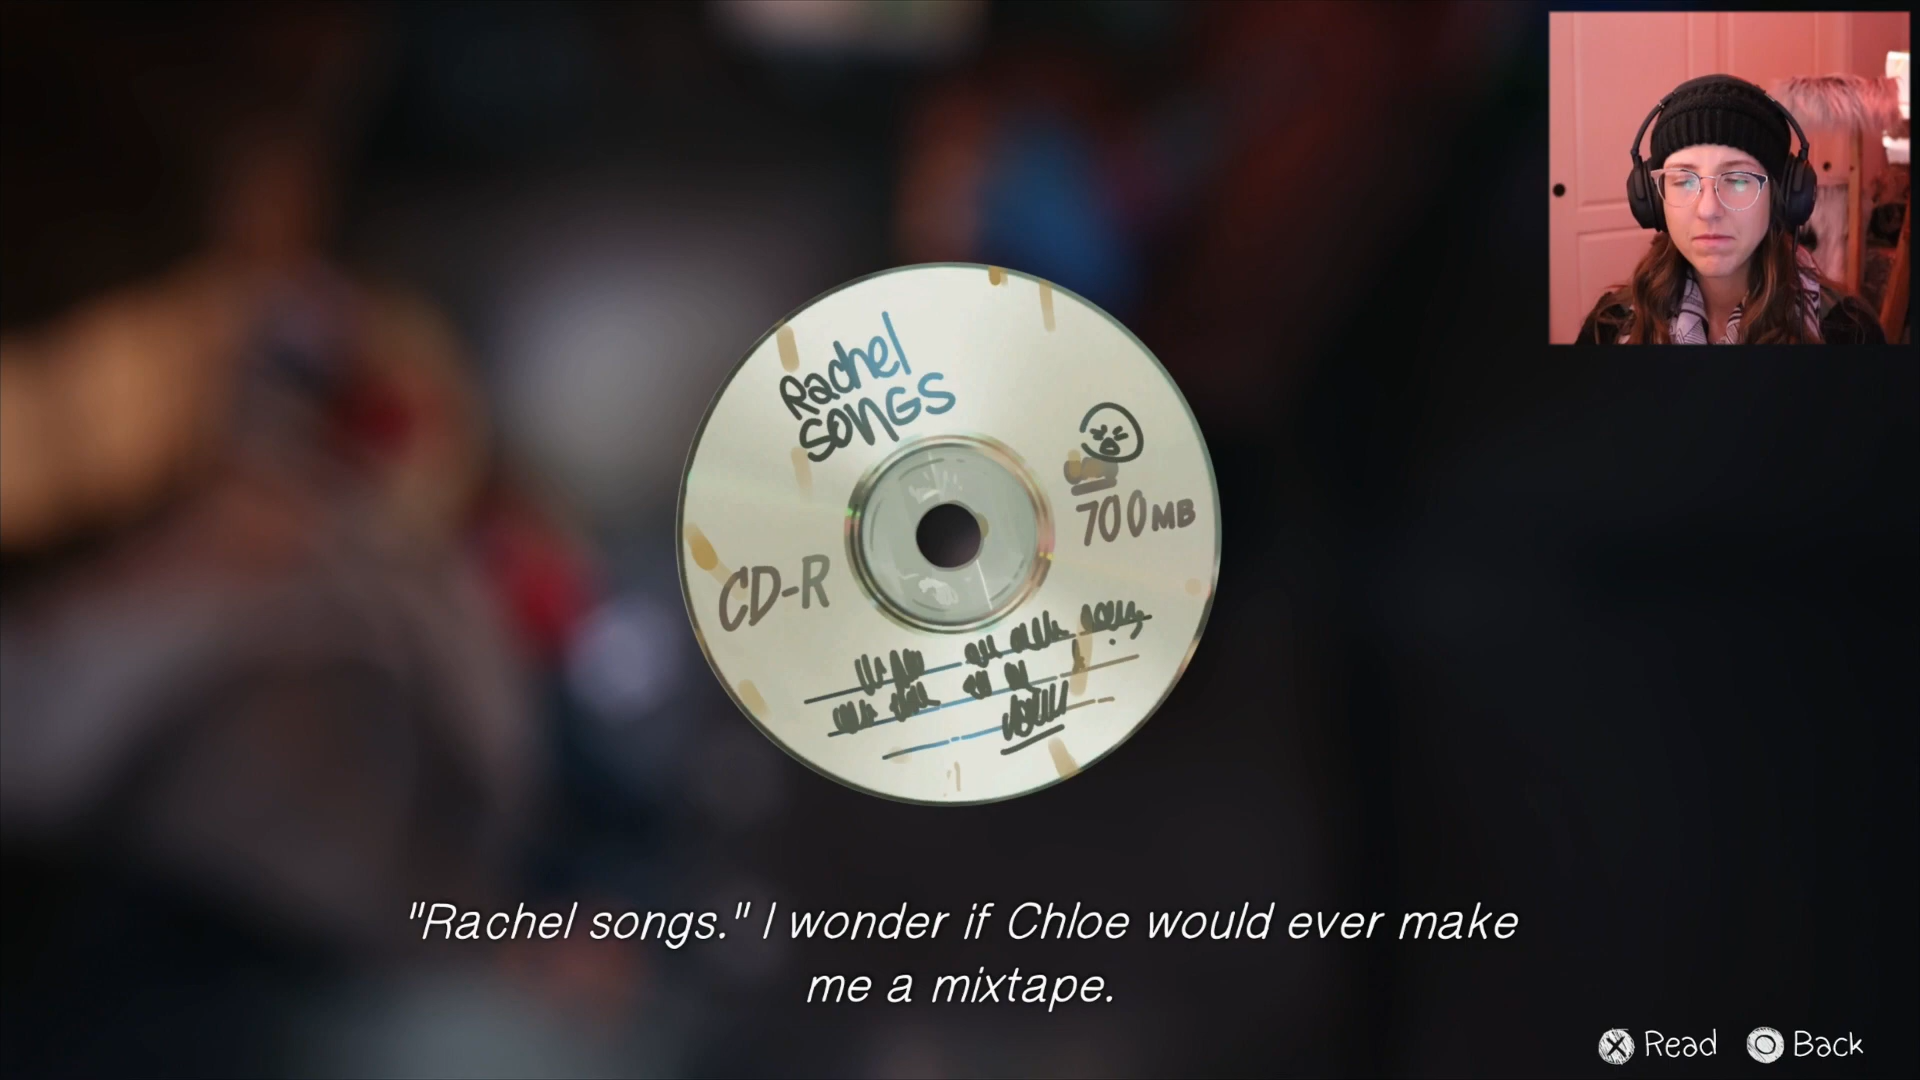 Rachel
SONGS
700MB
CD-R
"Rachel songs." I wonder if Chloe would ever make
me a mixtape.
Read Back